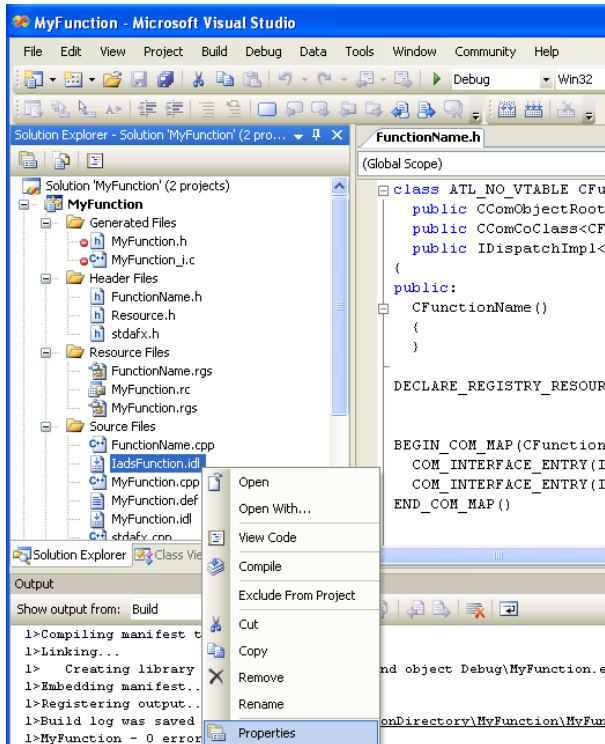 MyFunction - Microsoft Visual Studio
File Edit View Project Build Debug Data Tools Window Community Help
Debug Win32
Solution Explorer - Solution 'MyFunction' (2 pro...
FunctionName.h
(Global Scope)
Solution 'MyFunction' (2 projects)
MyFunction
Generated Files
MyFunction.h
MyFunction_i.c
Header Files
FunctionName.h
Resource.h
stdafx.h
Resource Files
FunctionName.rgs
MyFunction.rc
MyFunction.rgs
Source Files
FunctionName.cpp
IadsFunction.idl
MyFunction.cpp
MyFunction.def
MyFunction.idl
stdafx.cpp
class ATL_NO_VTABLE CFu
public CComObjectRoot
public CComCoClass<CF
public IDispatchImpl<
{
public:
CFunctionName()
{
}
DECLARE_REGISTRY_RESOUR
BEGIN_COM_MAP(CFunction
COM_INTERFACE_ENTRY(I
COM_INTERFACE_ENTRY(I
END_COM_MAP()
Open
Open With...
View Code
Compile
Exclude From Project
Cut
Copy
Remove
Rename
Properties
Solution Explorer Class Vie
Output
Show output from: Build
1>Compiling manifest t
1>Linking...
1> Creating library nd object Debug\MyFunction.e
1>Embedding manifest..
1>Registering output..
1>Build log was saved onDirectory\MyFunction\MyFun
1>MyFunction - 0 error